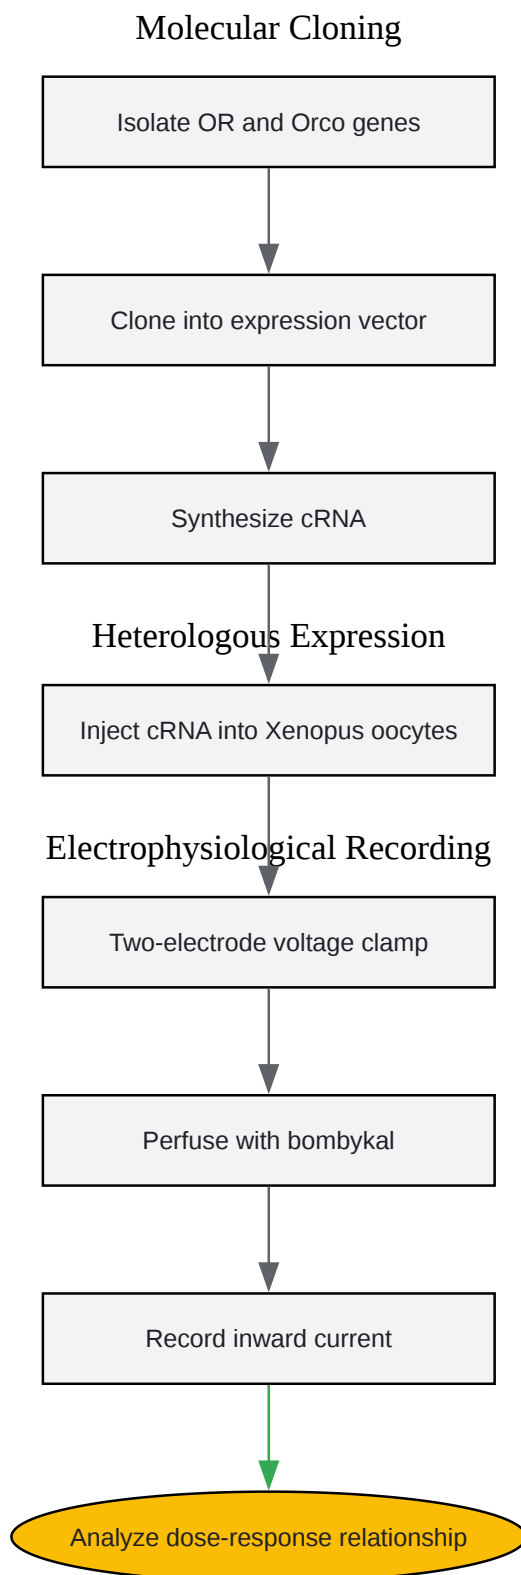 Molecular Cloning
Isolate OR and Orco genes
Clone into expression vector
Synthesize cRNA
Heterologous Expression
Inject cRNA into Xenopus oocytes
Electrophysiological Recording
Two-electrode voltage clamp
Perfuse with bombykal
Record inward current
Analyze dose-response relationship